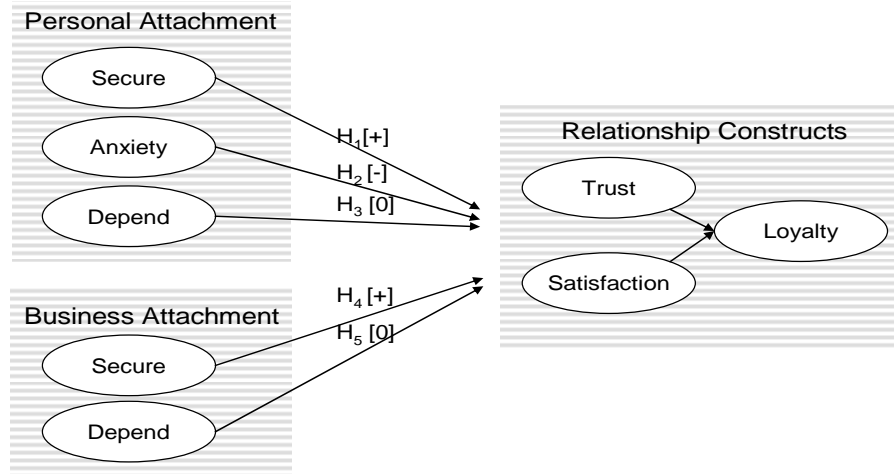 Personal Attachment
Secure
Anxiety
Depend
H₁[+]
H₂ [-]
H₃ [0]
Business Attachment
Secure
Depend
H₄ [+]
H₅ [0]
Relationship Constructs
Trust
Satisfaction
Loyalty